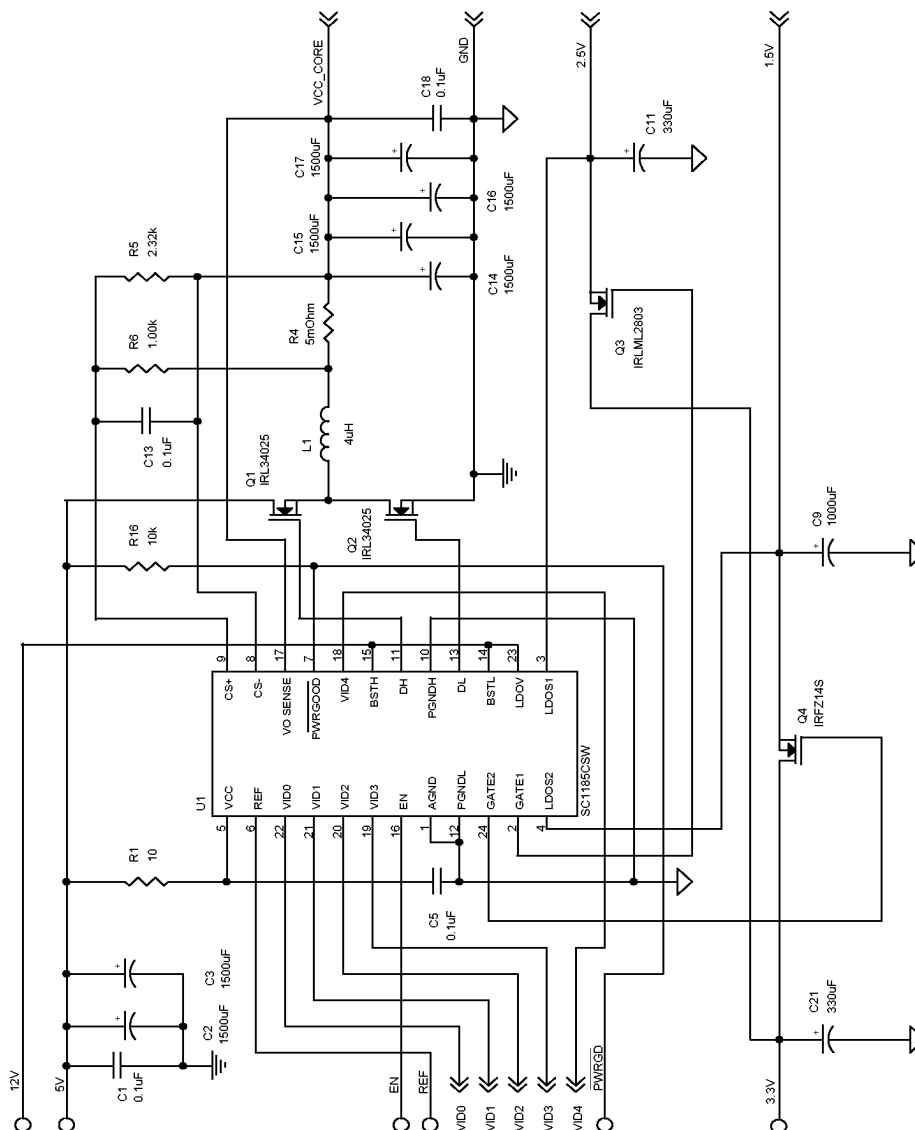 12V
5V
C1
0.1uF
C2
1500uF
C3
1500uF
EN
REF
VID0
VID1
VID2
VID3
VID4
PWRGD
3.3V
C21
330uF
R1
10
C5
0.1uF
U1
SC1185CSW
5 VCC
6 REF
22 VID0
21 VID1
20 VID2
19 VID3
16 EN
1 AGND
12 PGNDL
24 GATE2
2 GATE1
4 LDOS2
CS+ 9
CS- 8
VO SENSE 17
PWRGOOD 7
VID4 18
BSTH 15
DH 11
PGNDH 10
DL 13
BSTL 14
LDOV 23
LDOS1 3
Q4
IRFZ14S
R16
10k
Q1
IRL34025
Q2
IRL34025
C9
1000uF
C13
0.1uF
R6
1.00k
R5
2.32k
L1
4uH
R4
5mOhm
Q3
IRLML2803
C14
1500uF
C15
1500uF
C16
1500uF
C17
1500uF
C18
0.1uF
C11
330uF
VCC_CORE
GND
2.5V
1.5V